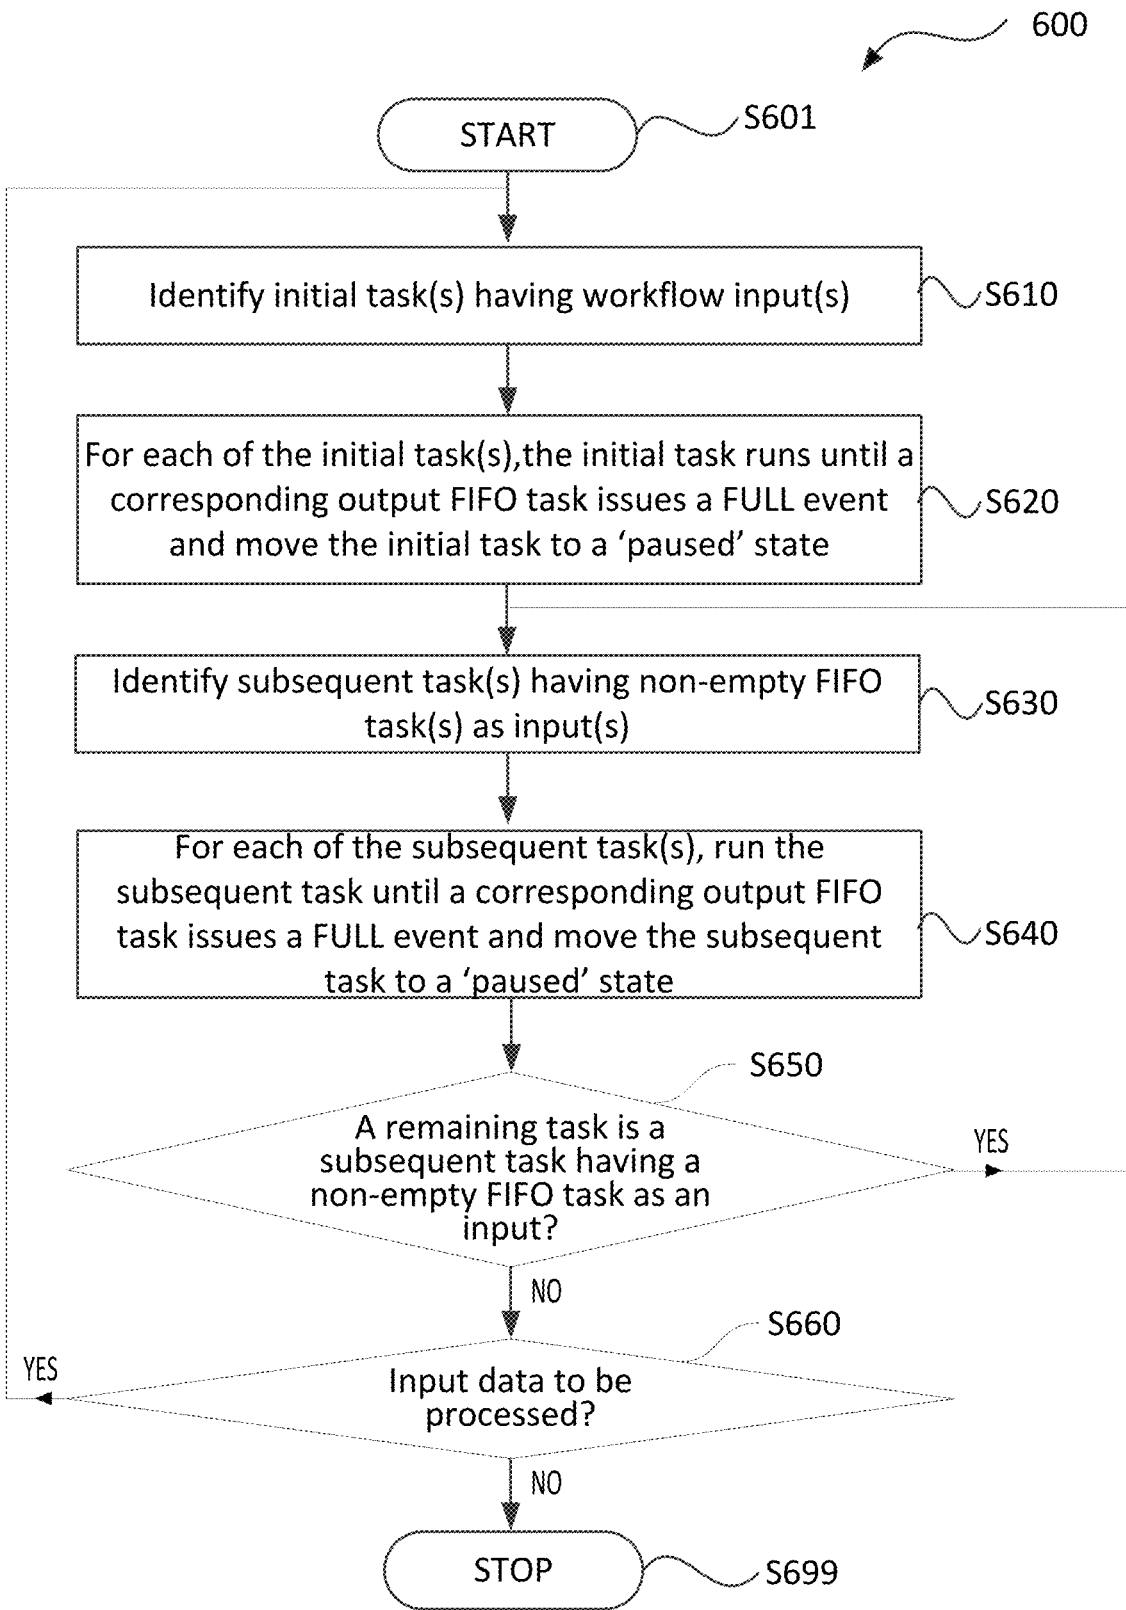 600
START
S601
Identify initial task(s) having workflow input(s)
S610
For each of the initial task(s),the initial task runs until a
corresponding output FIFO task issues a FULL event
and move the initial task to a ‘paused’ state
S620
Identify subsequent task(s) having non-empty FIFO
task(s) as input(s)
S630
For each of the subsequent task(s), run the
subsequent task until a corresponding output FIFO
task issues a FULL event and move the subsequent
task to a ‘paused’ state
S640
S650
A remaining task is a
subsequent task having a
non-empty FIFO task as an
input?
YES
NO
S660
Input data to be
processed?
YES
NO
STOP
S699